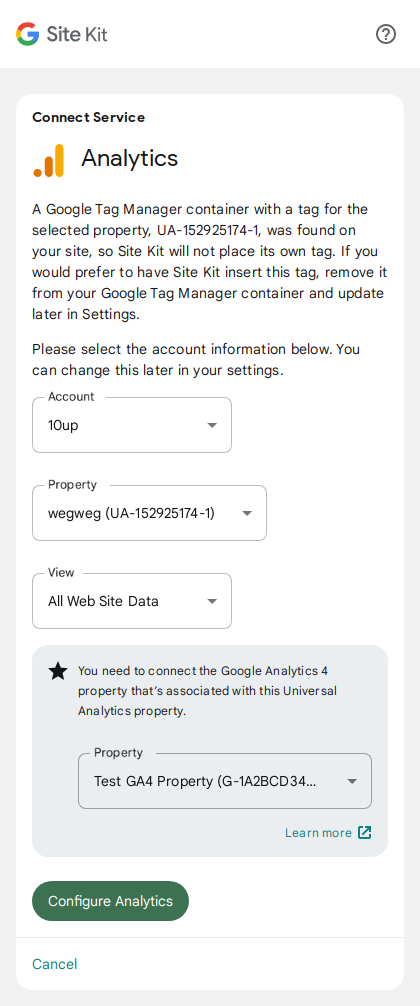 Site Kit
Connect Service
Analytics
A Google Tag Manager container with a tag for the
selected property, UA-152925174-1, was found on
your site, so Site Kit will not place its own tag. If you
would prefer to have Site Kit insert this tag, remove it
from your Google Tag Manager container and update
later in Settings.
Please select the account information below. You
can change this later in your settings.
Account
10up
Property
wegweg (UA-152925174-1)
View
All Web Site Data
You need to connect the Google Analytics 4
property that’s associated with this Universal
Analytics property.
Property
Test GA4 Property (G-1A2BCD34...
Learn more
Configure Analytics
Cancel